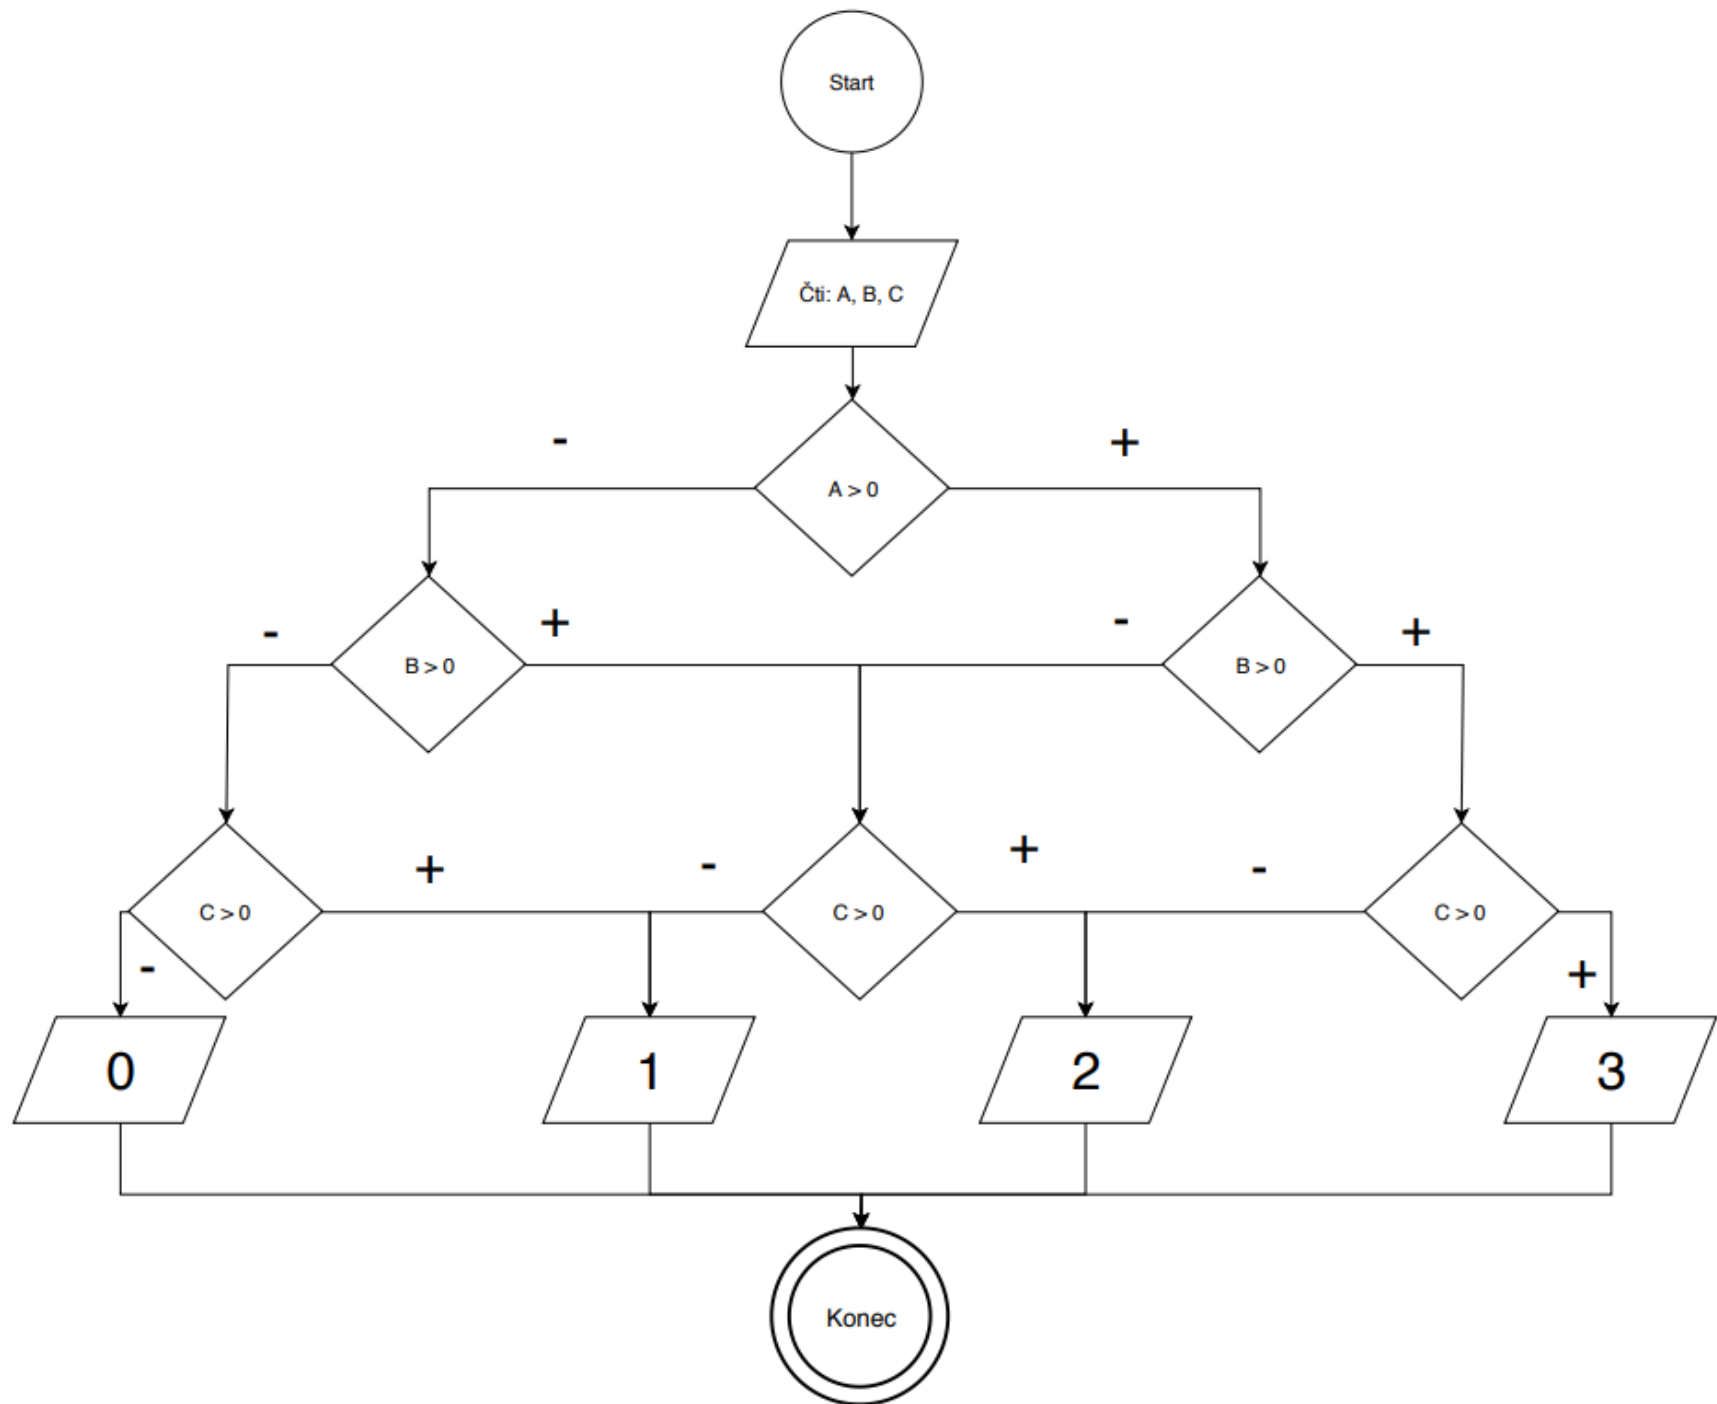 Start
Čti: A, B, C
-
+
A > 0
-
+
-
+
B > 0
B > 0
+
-
+
-
C > 0
C > 0
C > 0
-
+
0
1
2
3
Konec